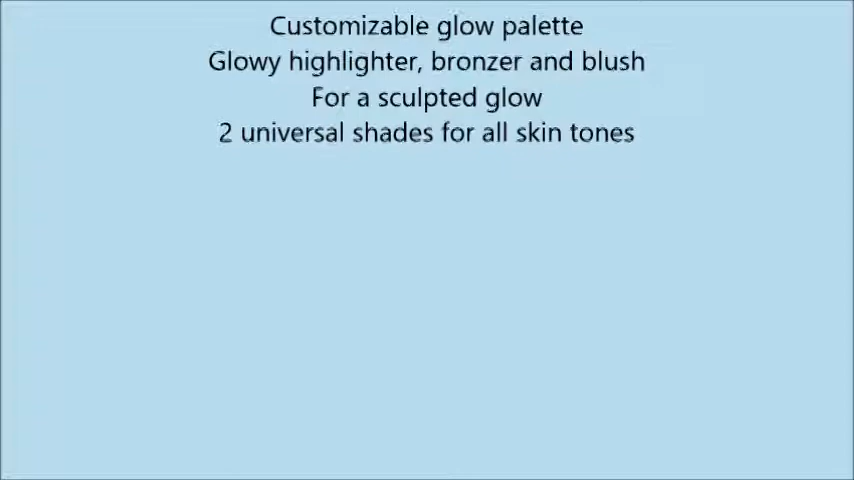 Customizable glow palette
Glowy highlighter, bronzer and blush
For a sculpted glow
2 universal shades for all skin tones